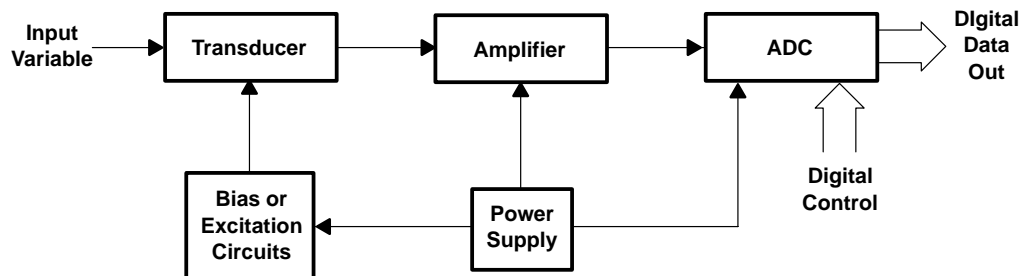 Input
Variable
Transducer
Amplifier
ADC
DIgital
Data
Out
Bias or
Excitation
Circuits
Power
Supply
Digital
Control